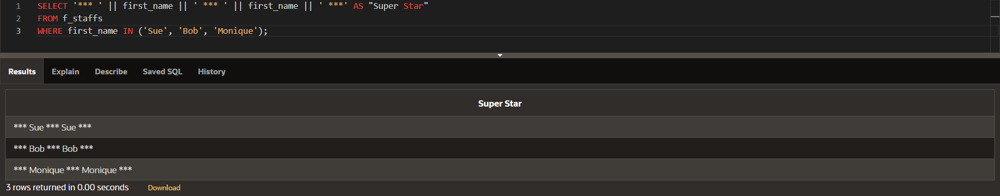 1 SELECT '*** ' || first_name || ' *** ' || first_name || ' ***' AS "Super Star"
2 FROM f_staffs
3 WHERE first_name IN ('Sue', 'Bob', 'Monique');
Results Explain Describe Saved SQL History
Super Star
*** Sue *** Sue ***
*** Bob *** Bob ***
*** Monique *** Monique ***
3 rows returned in 0.00 seconds Download